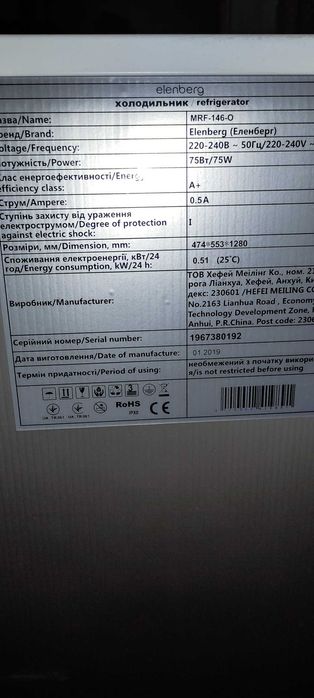 elenberg
холодильник / refrigerator
азва/Name: MRF-146-O
ренд/Brand: Elenberg (Еленберг)
oltage/Frequency: 220-240В ~ 50Гц/220-240V ~
отужність/Power: 75Вт/75W
лас енергоефективності/Energy
efficiency class: A+
трум/Ampere: 0.5A
Ступінь захисту від ураження
електрострумом/Degree of protection
against electric shock: I
Розміри, мм/Dimension, mm: 474*553*1280
Споживання електроенергії, кВт/24
год/Energy consumption, kW/24 h: 0.51 (25℃)
Виробник/Manufacturer:
ТОВ Хефей Мейлінг Ко., ном. 2
рога Ліанхуа, Хефей, Анхуй, Ки
декс: 230601 /HEFEI MEILING CO
No.2163 Lianhua Road , Econom
Technology Development Zone,
Anhui, P.R.China. Post code: 2306
Серійний номер/Serial number: 1967380192
Дата виготовлення/Date of manufacture: 01.2019
Термін придатності/Period of using: необмежений з початку викори
я/is not restricted before using
RoHS
IPX0
CE